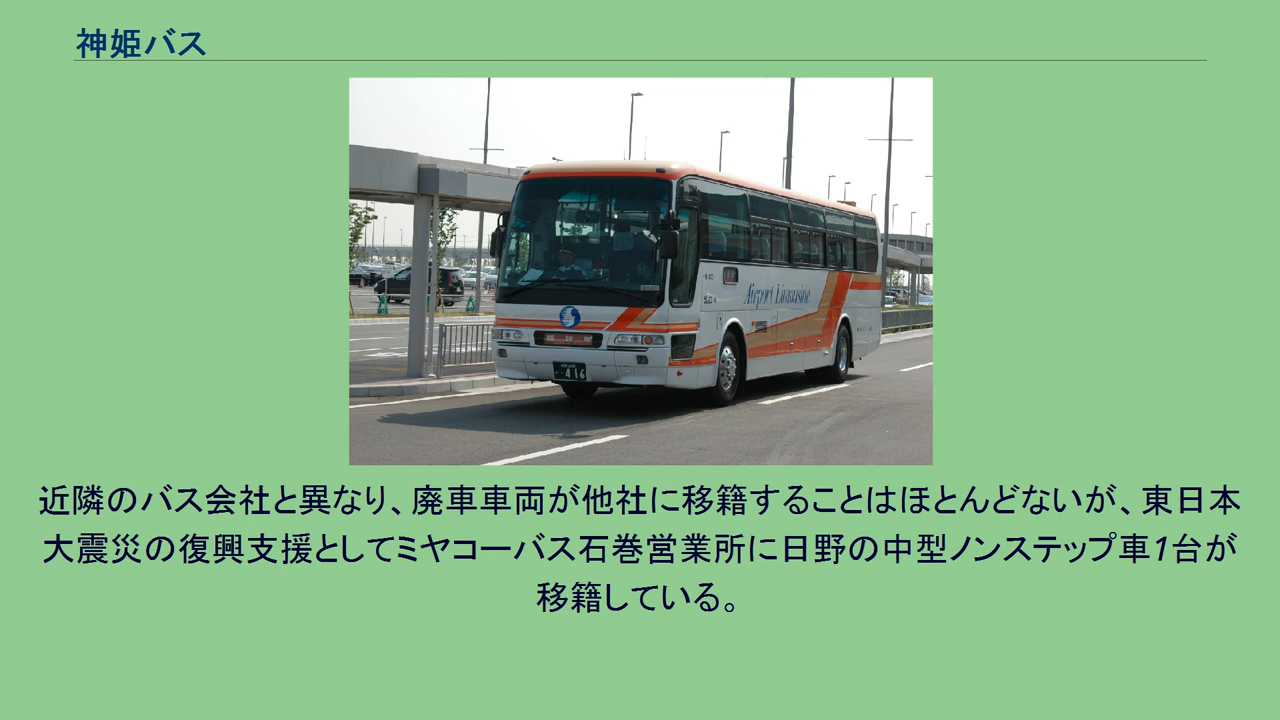 神姫バス
Airport Limousine
416
近隣のバス会社と異なり、廃車車両が他社に移籍することはほとんどないが、東日本
大震災の復興支援としてミヤコーバス石巻営業所に日野の中型ノンステップ車1台が
移籍している。